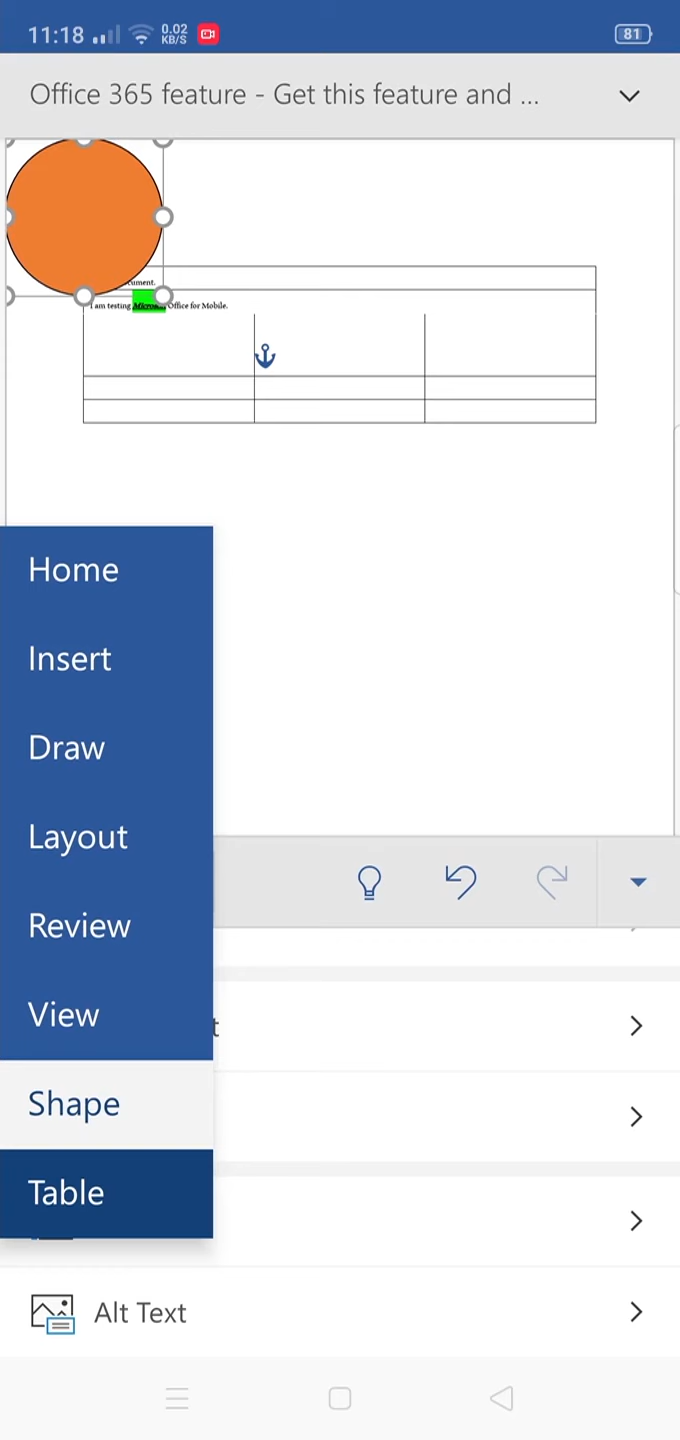 11:18
0.02
KB/S
81
Office 365 feature - Get this feature and ...
cument.
I am testing Office for Mobile.
Home
Insert
Draw
Layout
Review
View
t
Shape
Table
Alt Text